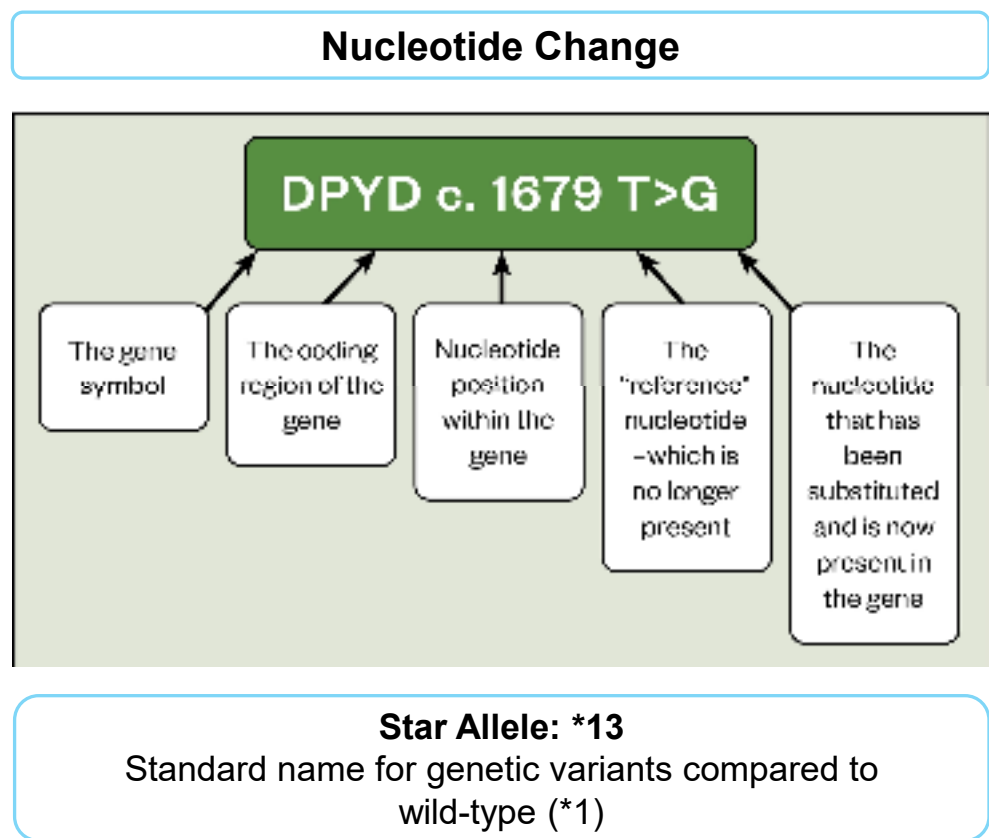 Nucleotide Change
DPYD c. 1679 T>G
The gene
symbol
The coding
region of the
gene
Nucleotide
position
within the
gene
The
"reference"
nucleotide
–which is
no longer
present
The
nucleotide
that has
been
substituted
and is now
present in
the gene
Star Allele: *13
Standard name for genetic variants compared to
wild-type (*1)